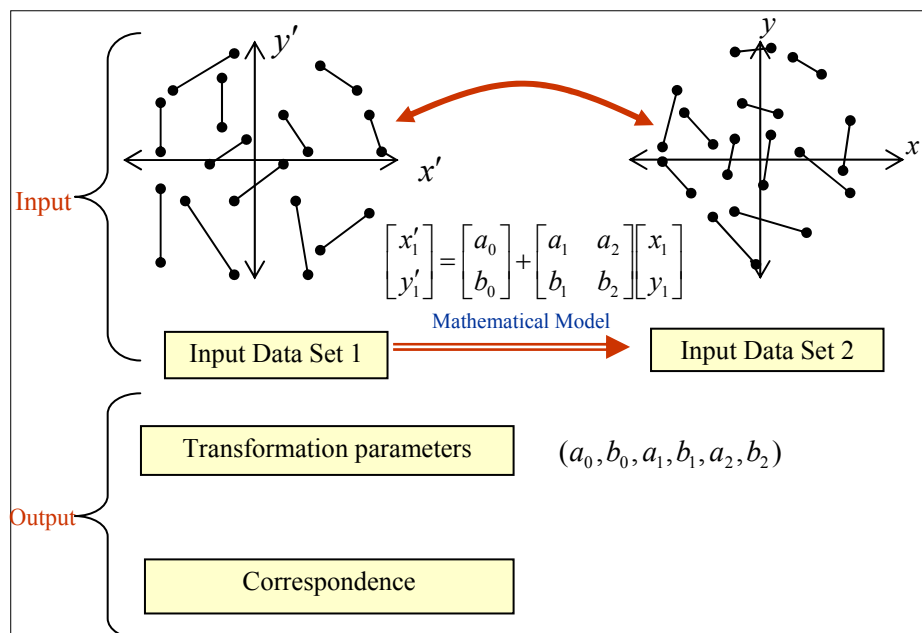 y′ y
x′ x
Input
[x′₁ y′₁] = [a₀ b₀] + [a₁ a₂ b₁ b₂][x₁ y₁]
Mathematical Model
Input Data Set 1 Input Data Set 2
Transformation parameters (a₀,b₀,a₁,b₁,a₂,b₂)
Output
Correspondence